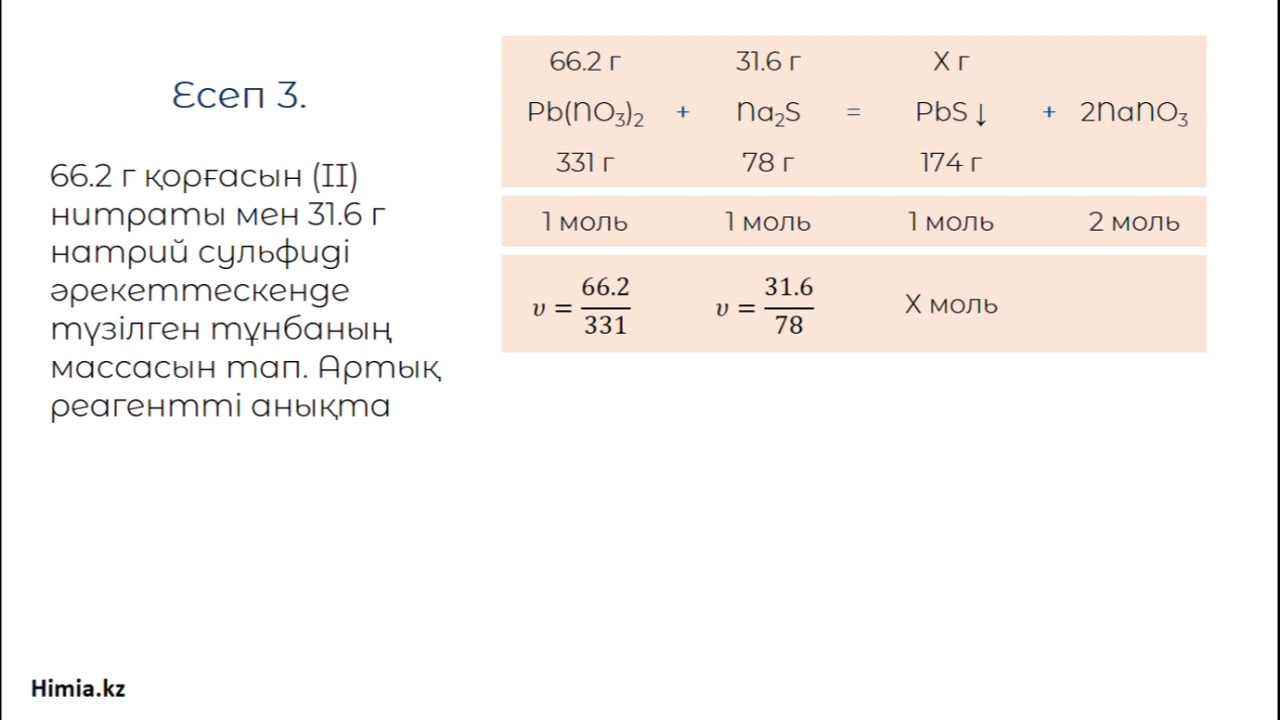 Есеп 3.
66.2 г қорғасын (II)
нитраты мен 31.6 г
натрий сульфиді
әрекеттескенде
түзілген тұнбаның
массасын тап. Артық
реагентті анықта
66.2 г 31.6 г X г
Pb(NO₃)₂ + Na₂S = PbS ↓ + 2NaNO₃
331 г 78 г 174 г
1 моль 1 моль 1 моль 2 моль
υ = 66.2/331 υ = 31.6/78 X моль
Himia.kz